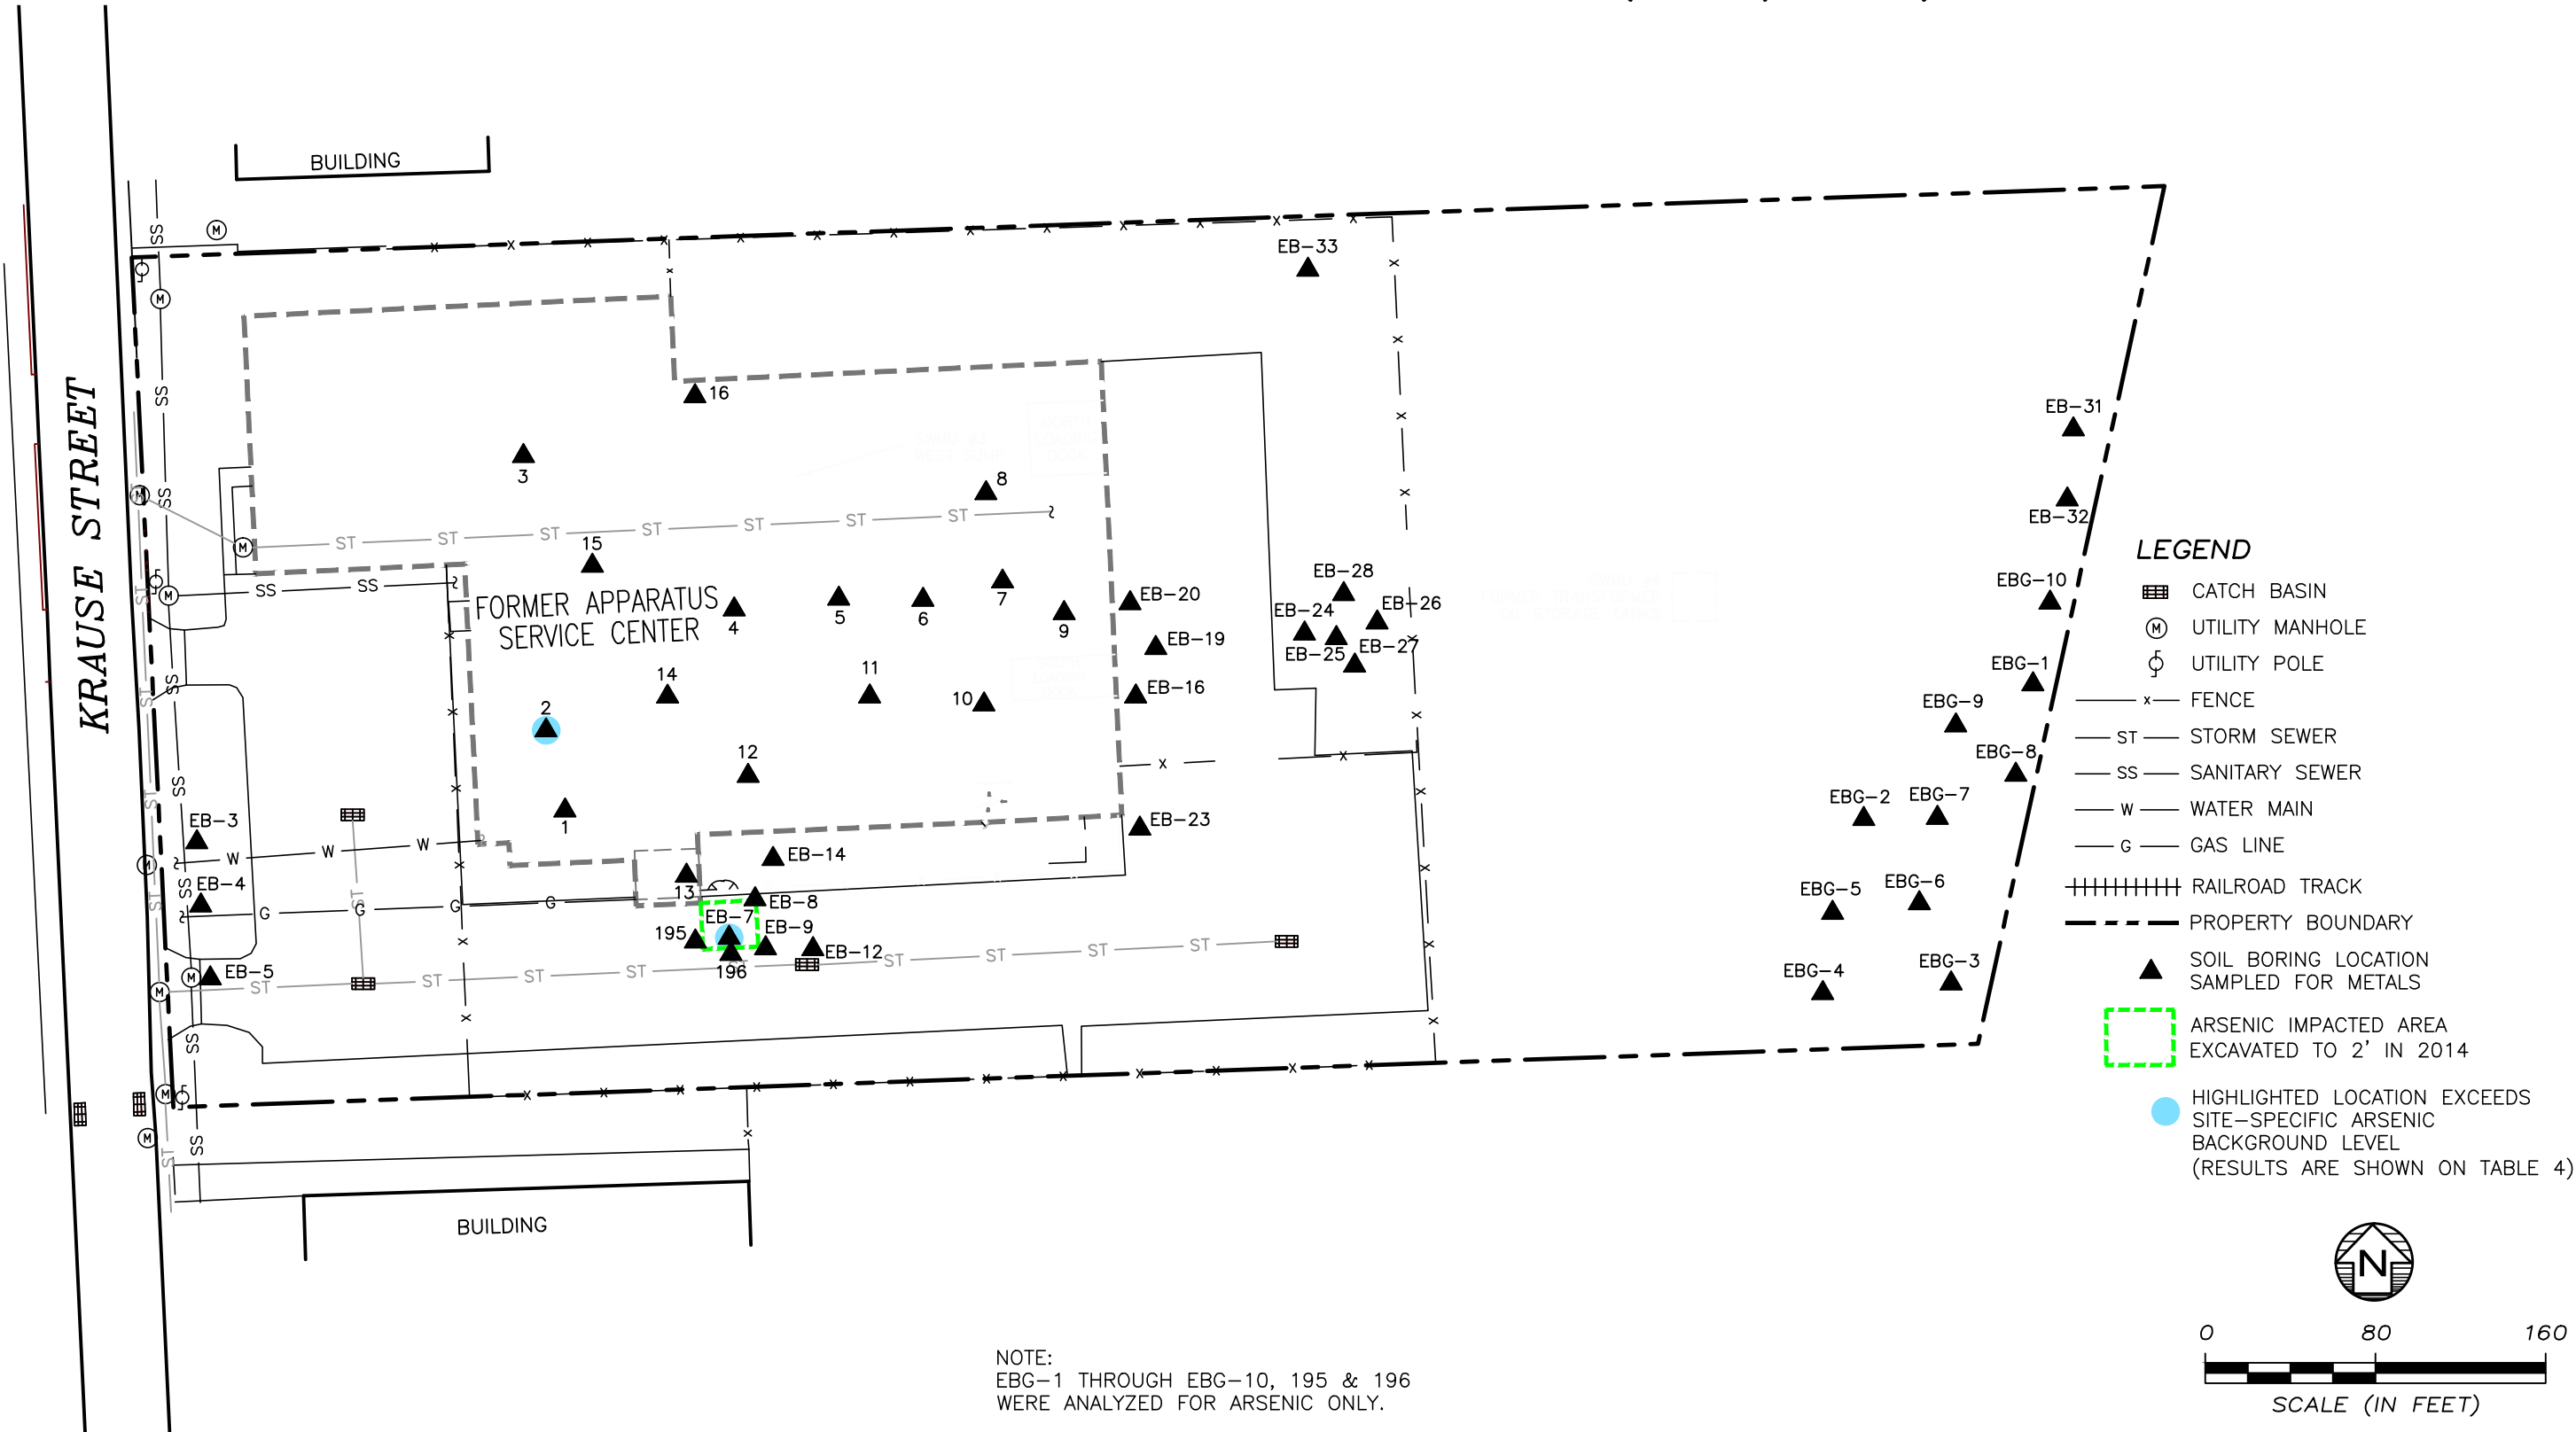 BUILDING
KRAUSE STREET
EB-33
16
3
8
15
FORMER APPARATUS
SERVICE CENTER
4
5
6
7
9
EB-20
EB-19
EB-16
EB-28
EB-24
EB-26
EB-25
EB-27
14
11
10
2
12
1
EB-23
EB-14
13
EB-3
EB-4
EB-5
EB-8
EB-7
EB-9
195
196
EB-12
EB-31
EB-32
EBG-10
EBG-1
EBG-9
EBG-8
EBG-2
EBG-7
EBG-5
EBG-6
EBG-4
EBG-3
SS
ST
W
G
M
x
BUILDING
LEGEND
CATCH BASIN
M UTILITY MANHOLE
UTILITY POLE
x FENCE
ST STORM SEWER
SS SANITARY SEWER
W WATER MAIN
G GAS LINE
RAILROAD TRACK
PROPERTY BOUNDARY
SOIL BORING LOCATION
SAMPLED FOR METALS
ARSENIC IMPACTED AREA
EXCAVATED TO 2' IN 2014
HIGHLIGHTED LOCATION EXCEEDS
SITE-SPECIFIC ARSENIC
BACKGROUND LEVEL
(RESULTS ARE SHOWN ON TABLE 4)
N
0 80 160
SCALE (IN FEET)
NOTE:
EBG-1 THROUGH EBG-10, 195 & 196
WERE ANALYZED FOR ARSENIC ONLY.